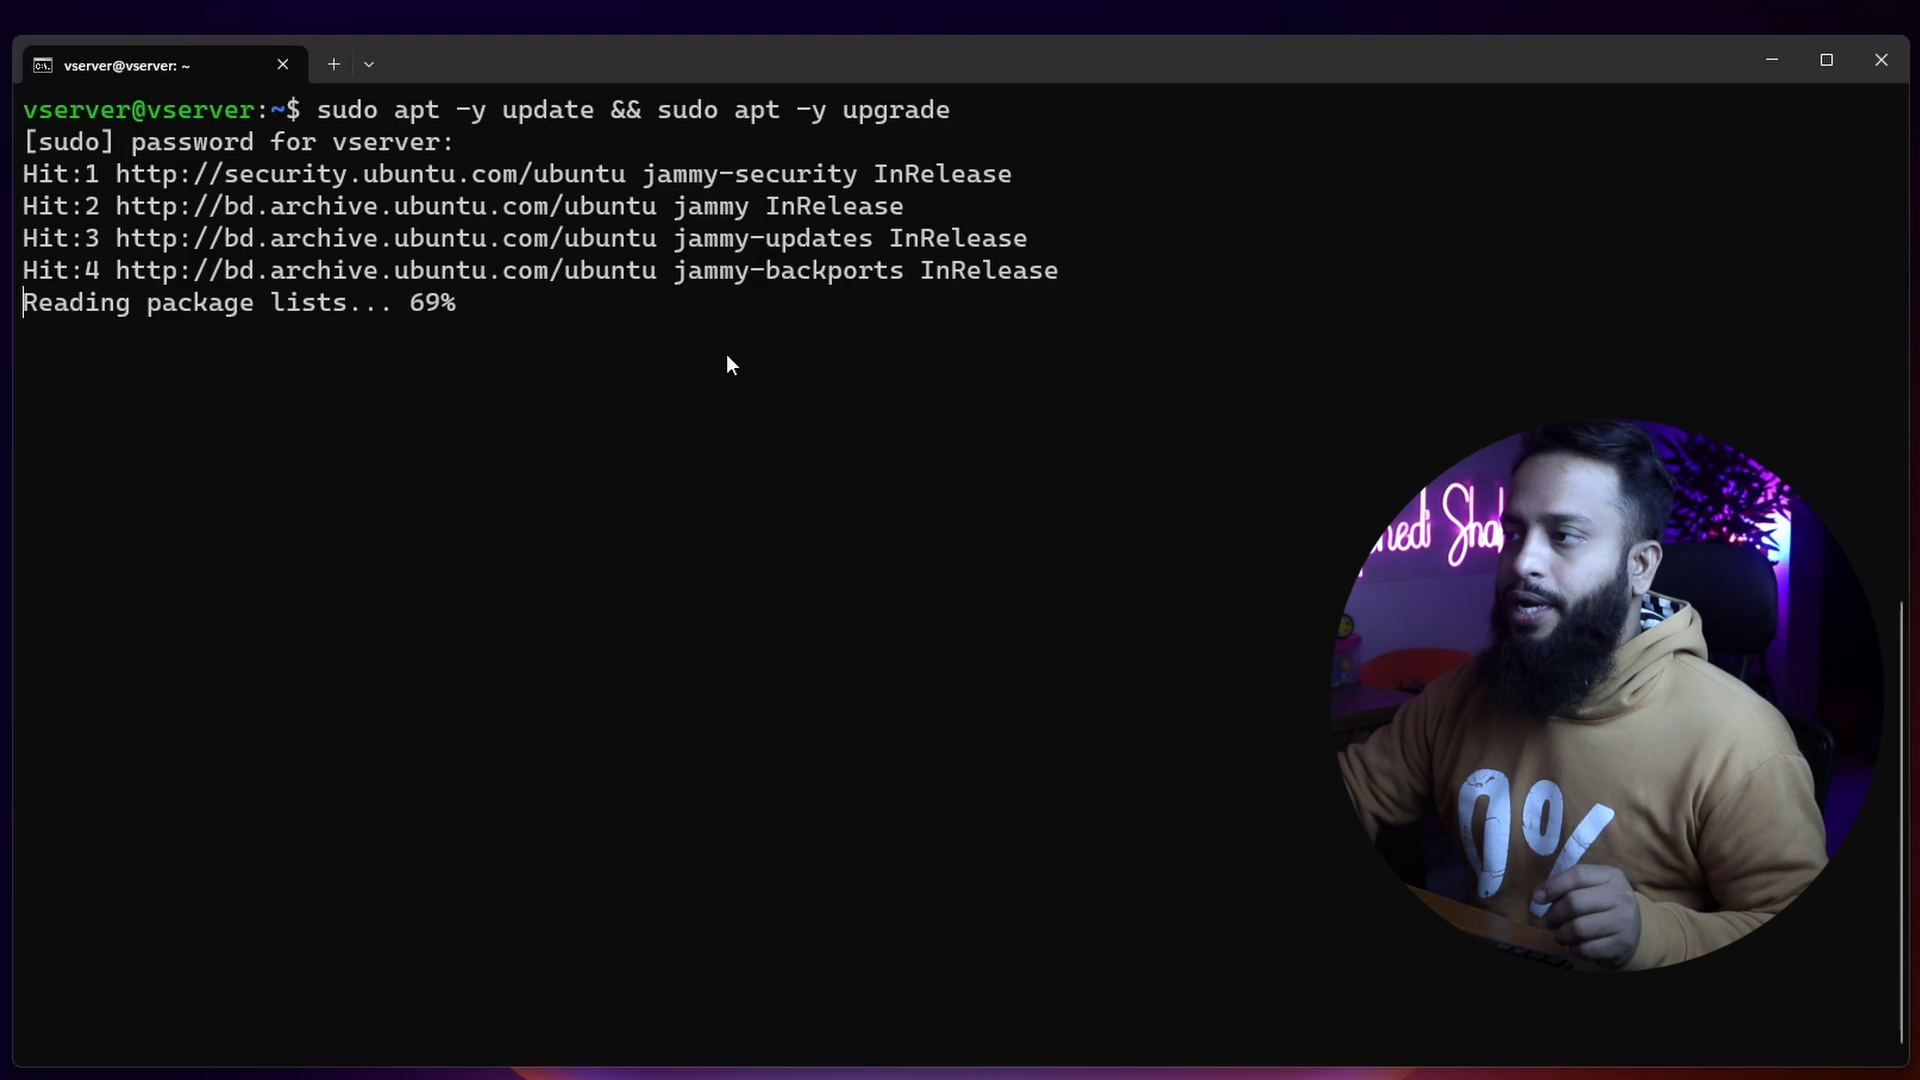 vserver@vserver: ~
vserver@vserver:~$ sudo apt -y update && sudo apt -y upgrade
[sudo] password for vserver:
Hit:1 http://security.ubuntu.com/ubuntu jammy-security InRelease
Hit:2 http://bd.archive.ubuntu.com/ubuntu jammy InRelease
Hit:3 http://bd.archive.ubuntu.com/ubuntu jammy-updates InRelease
Hit:4 http://bd.archive.ubuntu.com/ubuntu jammy-backports InRelease
Reading package lists... 69%
0%